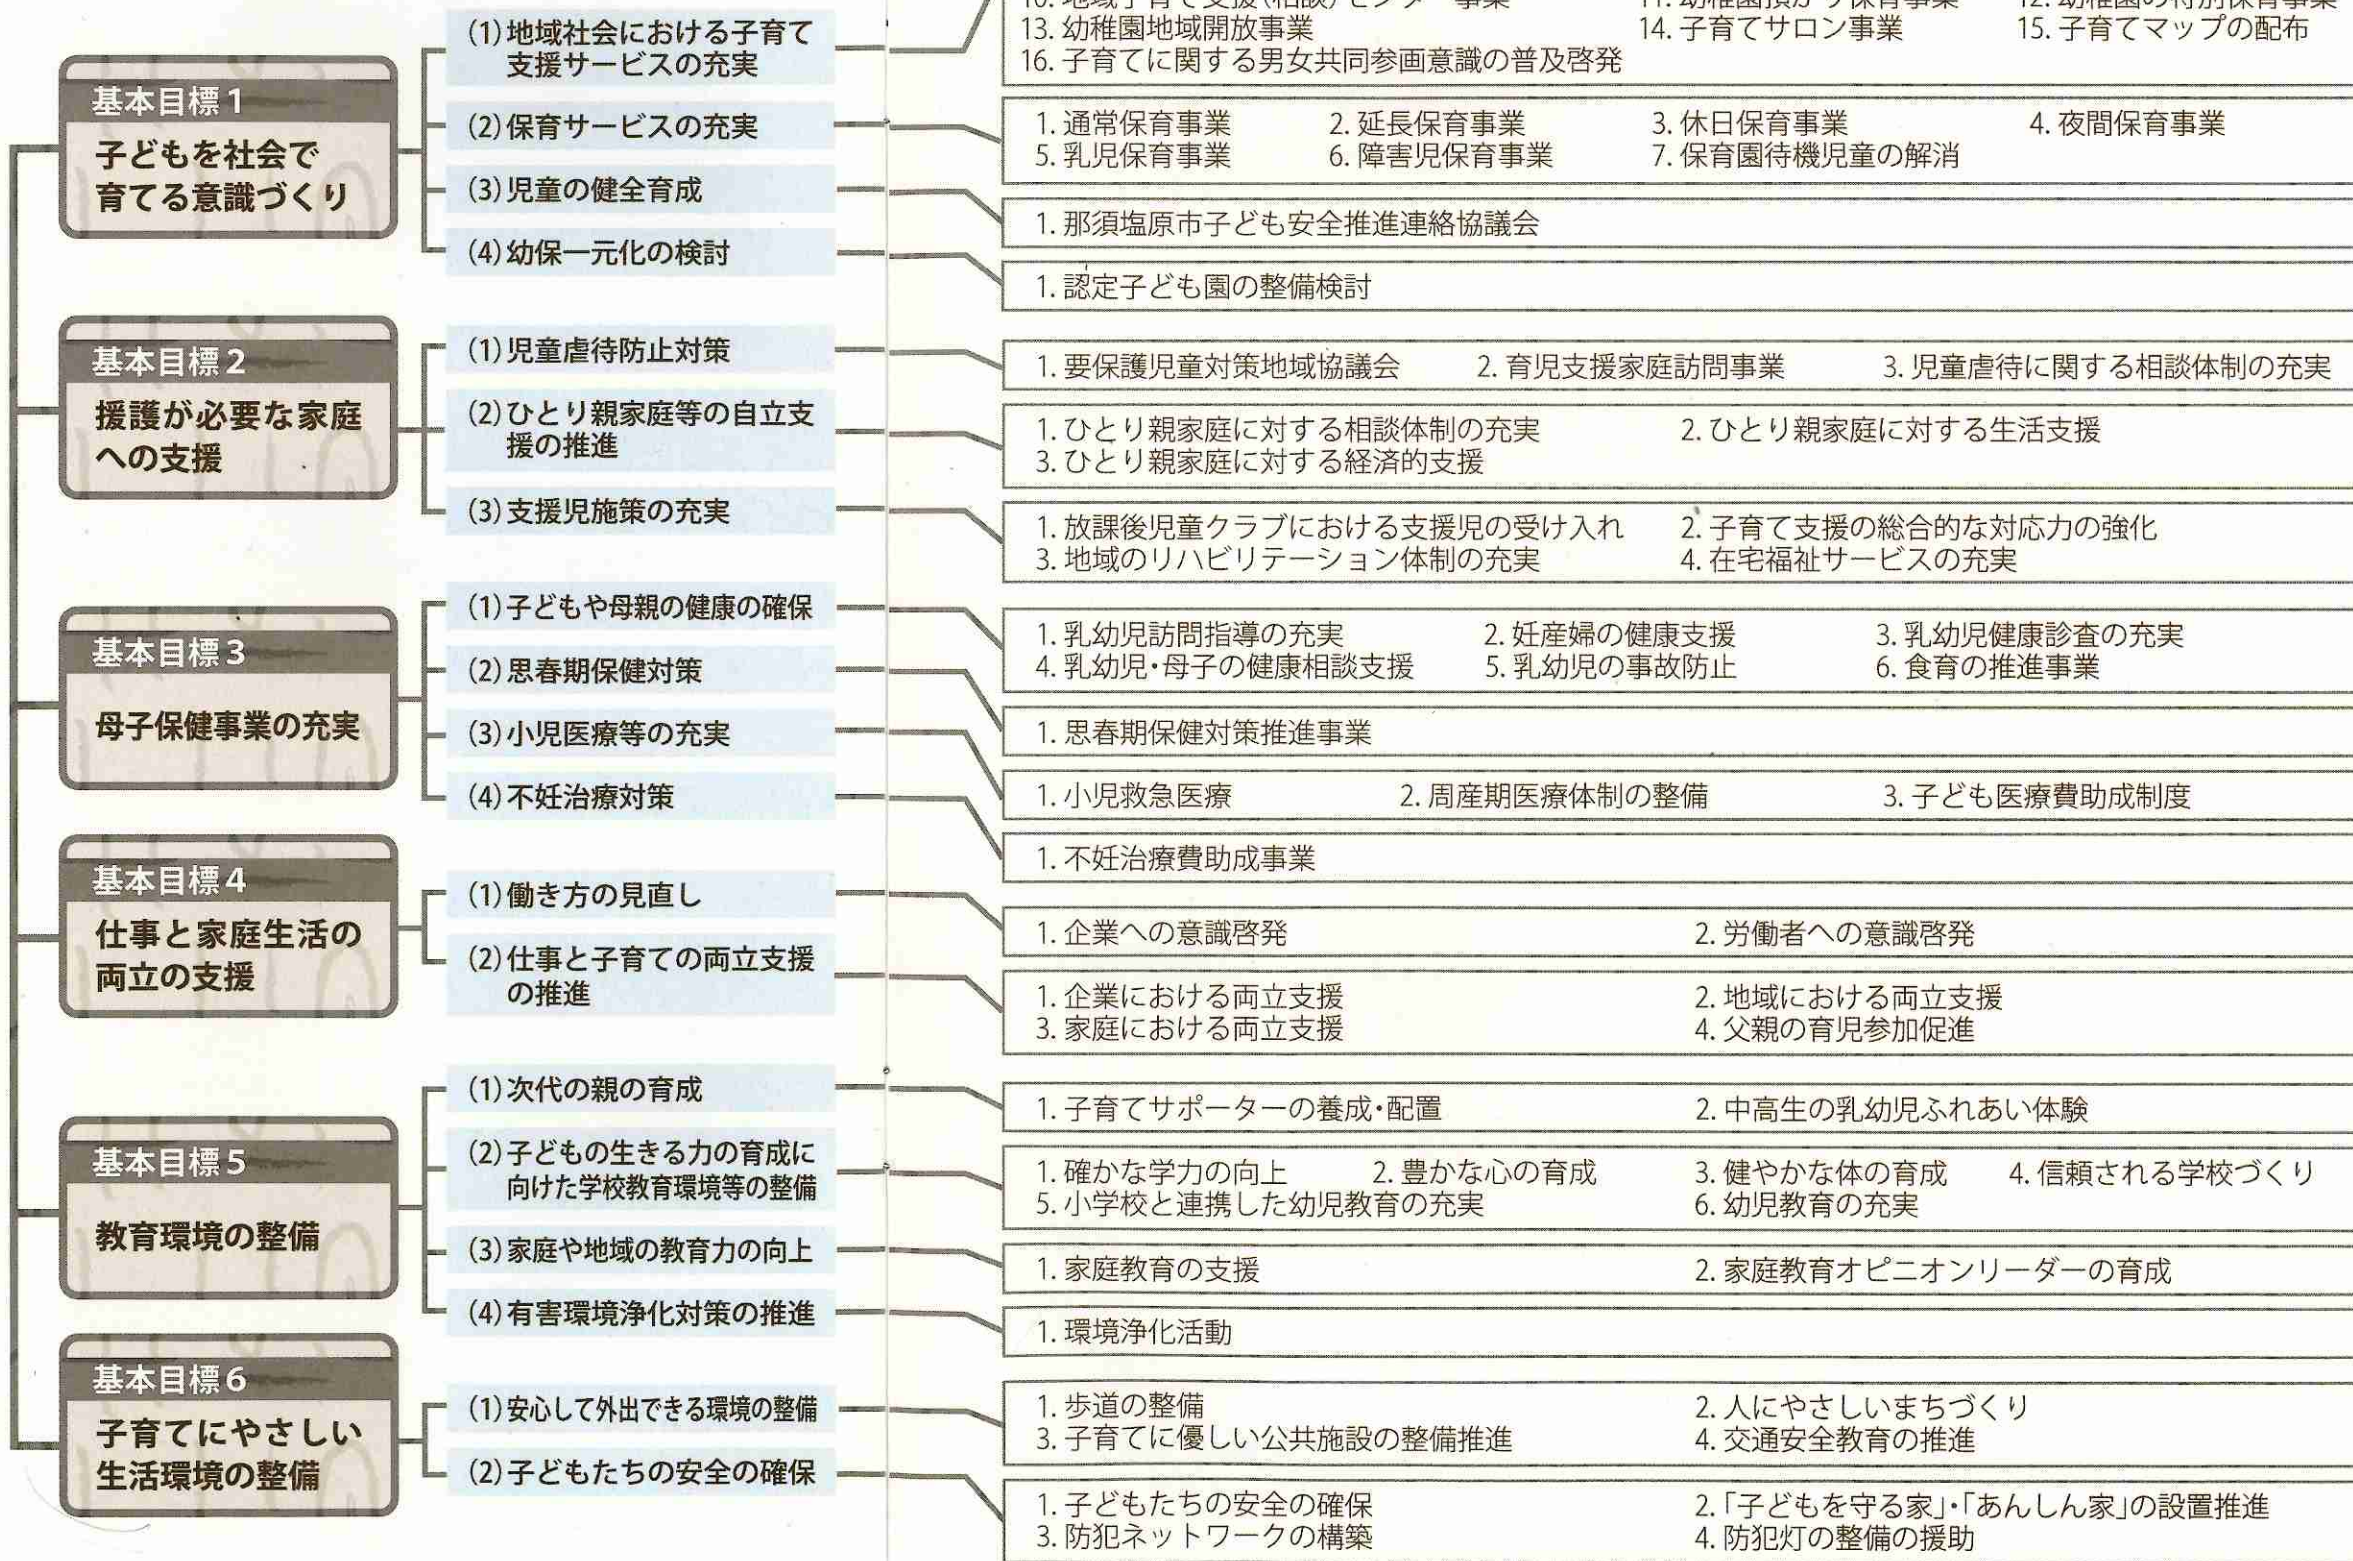 基本目標1
子どもを社会で
育てる意識づくり
(1)地域社会における子育て
支援サービスの充実
13. 幼稚園地域開放事業 14. 子育てサロン事業 15. 子育てマップの配布
16. 子育てに関する男女共同参画意識の普及啓発
(2)保育サービスの充実
1. 通常保育事業 2. 延長保育事業 3. 休日保育事業 4. 夜間保育事業
5. 乳児保育事業 6. 障害児保育事業 7. 保育園待機児童の解消
(3)児童の健全育成
1. 那須塩原市子ども安全推進連絡協議会
(4)幼保一元化の検討
1. 認定子ども園の整備検討
基本目標2
援護が必要な家庭
への支援
(1)児童虐待防止対策
1. 要保護児童対策地域協議会 2. 育児支援家庭訪問事業 3. 児童虐待に関する相談体制の充実
(2)ひとり親家庭等の自立支
援の推進
1. ひとり親家庭に対する相談体制の充実 2. ひとり親家庭に対する生活支援
3. ひとり親家庭に対する経済的支援
(3)支援児施策の充実
1. 放課後児童クラブにおける支援児の受け入れ 2. 子育て支援の総合的な対応力の強化
3. 地域のリハビリテーション体制の充実 4. 在宅福祉サービスの充実
基本目標3
母子保健事業の充実
(1)子どもや母親の健康の確保
1. 乳幼児訪問指導の充実 2. 妊産婦の健康支援 3. 乳幼児健康診査の充実
4. 乳幼児・母子の健康相談支援 5. 乳幼児の事故防止 6. 食育の推進事業
(2)思春期保健対策
1. 思春期保健対策推進事業
(3)小児医療等の充実
1. 小児救急医療 2. 周産期医療体制の整備 3. 子ども医療費助成制度
(4)不妊治療対策
1. 不妊治療費助成事業
基本目標4
仕事と家庭生活の
両立の支援
(1)働き方の見直し
1. 企業への意識啓発 2. 労働者への意識啓発
(2)仕事と子育ての両立支援
の推進
1. 企業における両立支援 2. 地域における両立支援
3. 家庭における両立支援 4. 父親の育児参加促進
基本目標5
教育環境の整備
(1)次代の親の育成
1. 子育てサポーターの養成・配置 2. 中高生の乳幼児ふれあい体験
(2)子どもの生きる力の育成に
向けた学校教育環境等の整備
1. 確かな学力の向上 2. 豊かな心の育成 3. 健やかな体の育成 4. 信頼される学校づくり
5. 小学校と連携した幼児教育の充実 6. 幼児教育の充実
(3)家庭や地域の教育力の向上
1. 家庭教育の支援 2. 家庭教育オピニオンリーダーの育成
(4)有害環境浄化対策の推進
1. 環境浄化活動
基本目標6
子育てにやさしい
生活環境の整備
(1)安心して外出できる環境の整備
1. 歩道の整備 2. 人にやさしいまちづくり
3. 子育てに優しい公共施設の整備推進 4. 交通安全教育の推進
(2)子どもたちの安全の確保
1. 子どもたちの安全の確保 2.「子どもを守る家」・「あんしん家」の設置推進
3. 防犯ネットワークの構築 4. 防犯灯の整備の援助